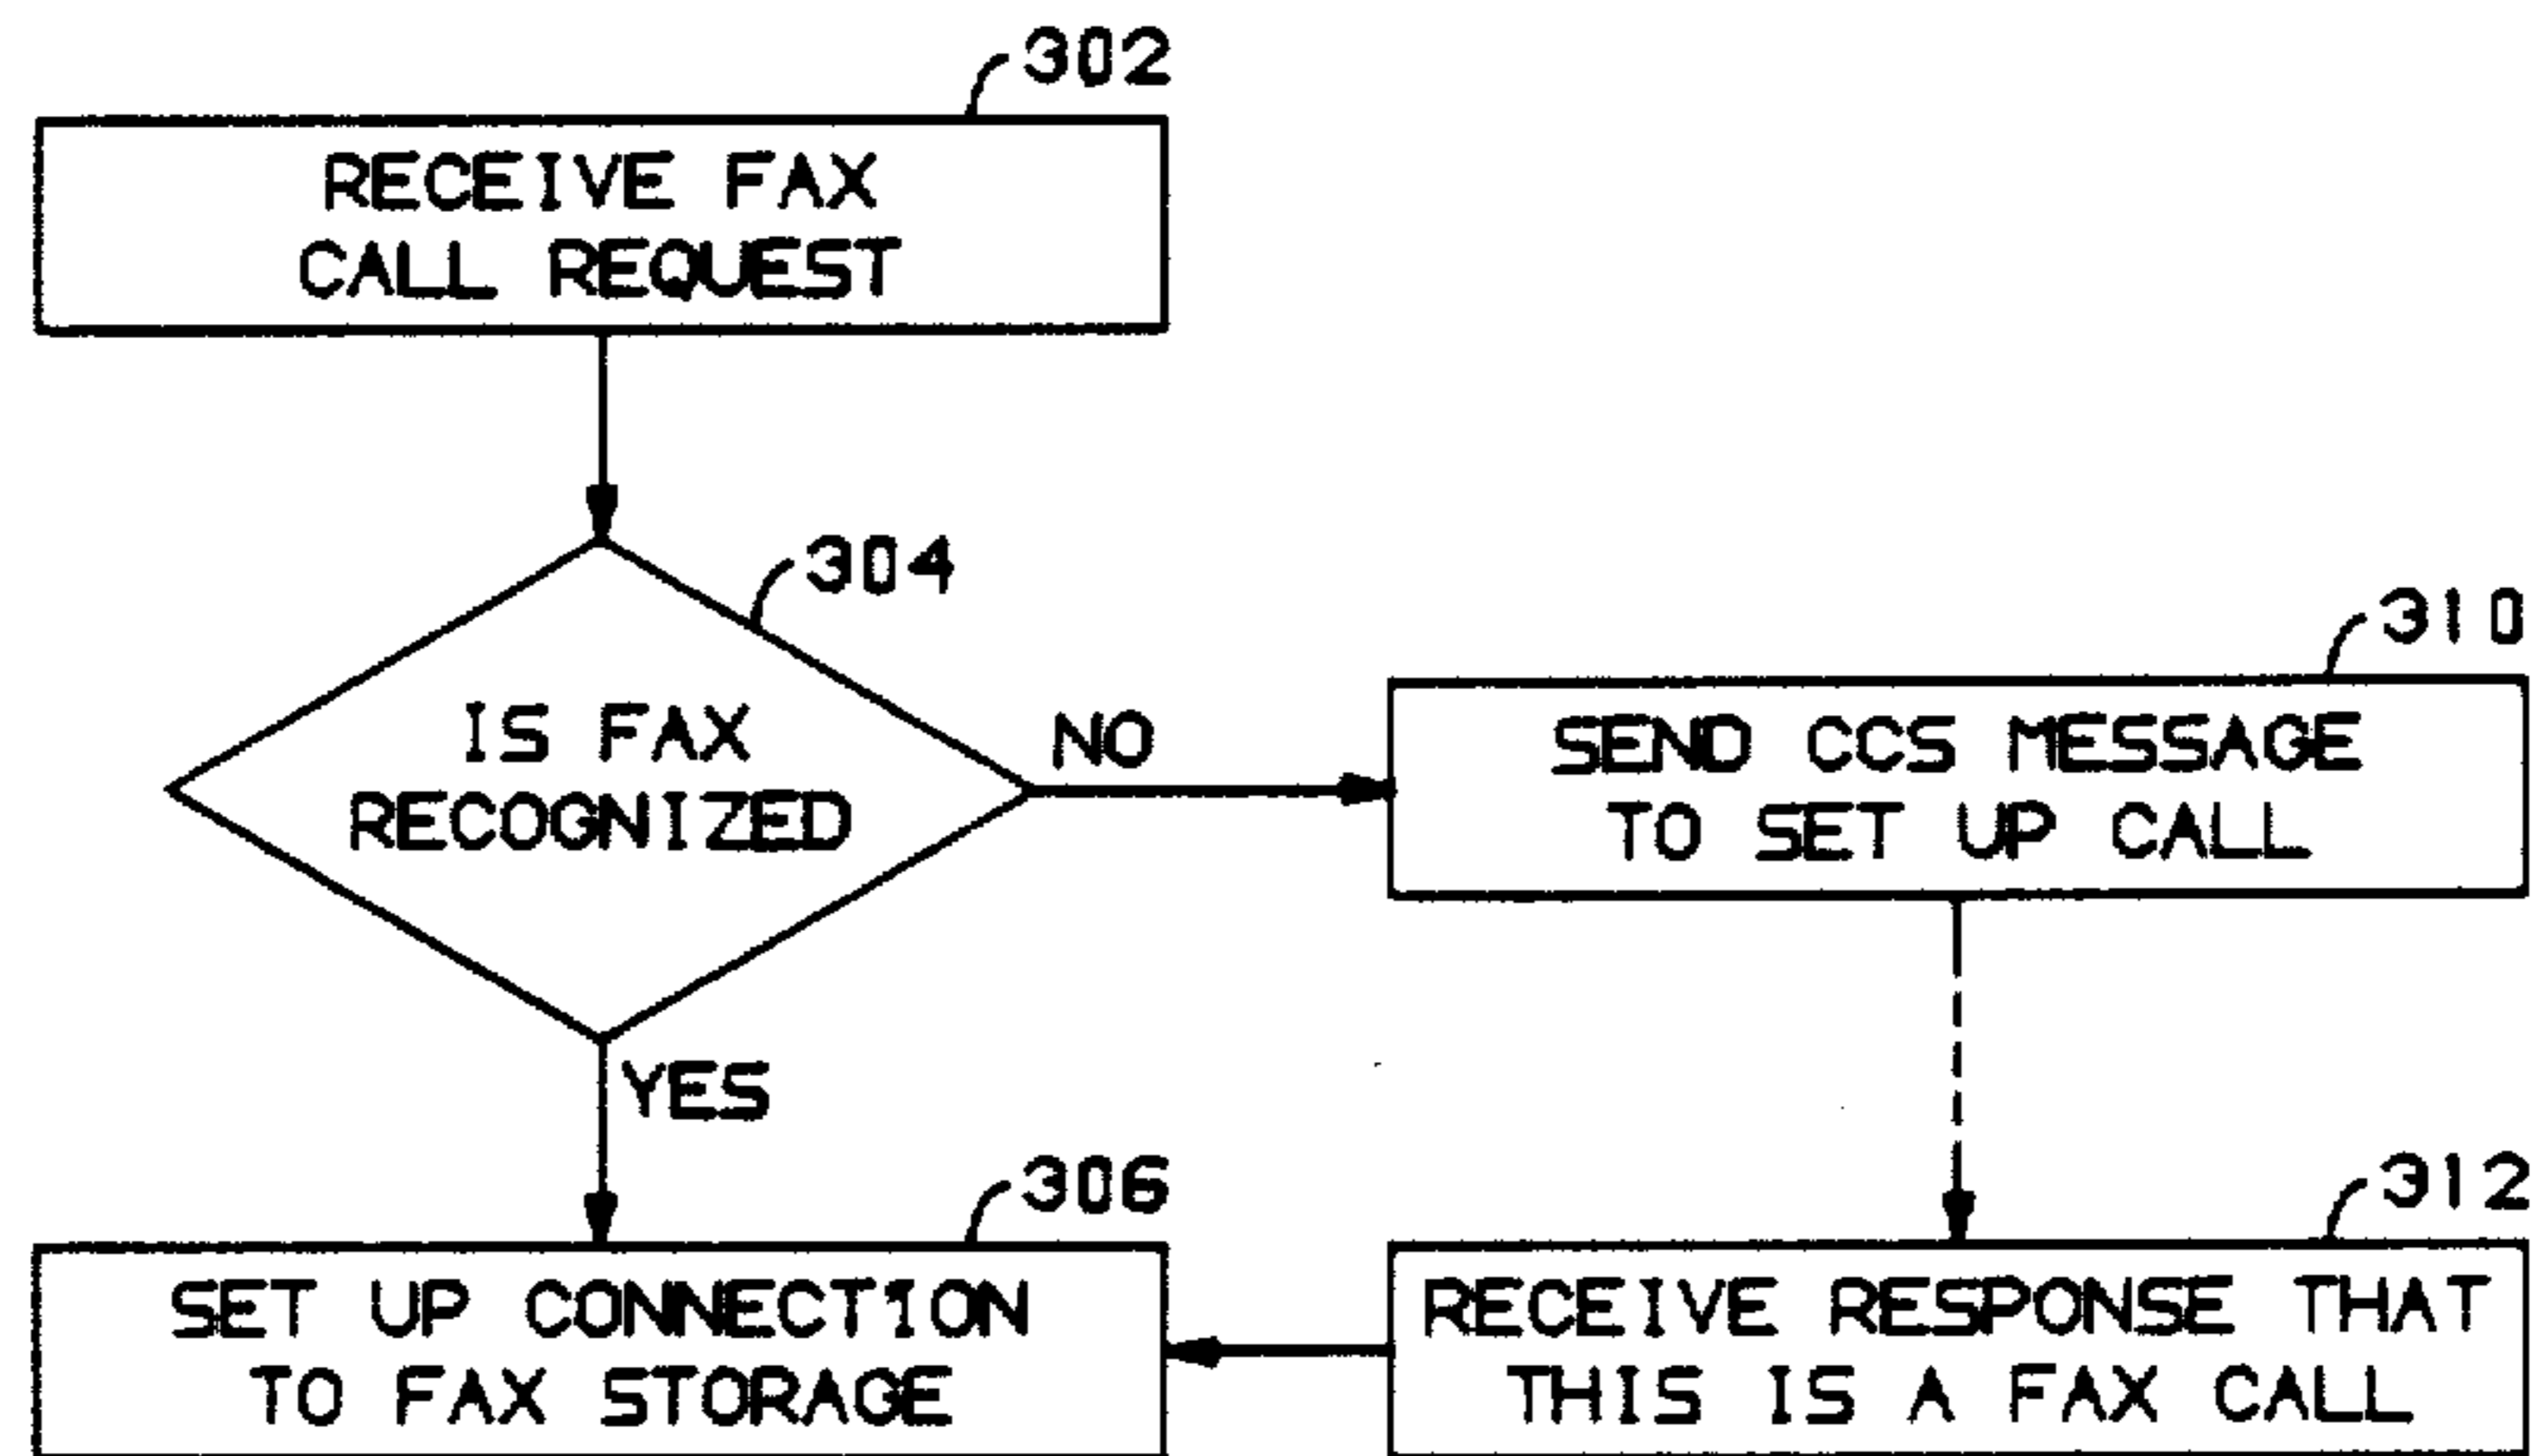 302
RECEIVE FAX
CALL REQUEST
304
IS FAX
RECOGNIZED
NO
310
SEND CCS MESSAGE
TO SET UP CALL
YES
306
SET UP CONNECTION
TO FAX STORAGE
312
RECEIVE RESPONSE THAT
THIS IS A FAX CALL